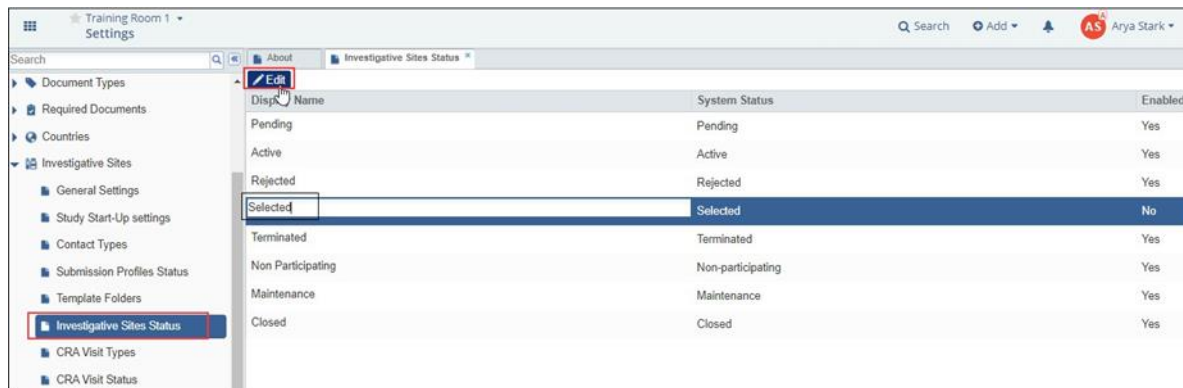 Training Room 1
Settings
Search
Add
AS
A
Arya Stark
Search
About
Investigative Sites Status
Document Types
Required Documents
Countries
Investigative Sites
General Settings
Study Start-Up settings
Contact Types
Submission Profiles Status
Template Folders
Investigative Sites Status
CRA Visit Types
CRA Visit Status
Edit
Display Name System Status Enabled
Pending Pending Yes
Active Active Yes
Rejected Rejected Yes
Selected Selected No
Terminated Terminated Yes
Non Participating Non-participating Yes
Maintenance Maintenance Yes
Closed Closed Yes